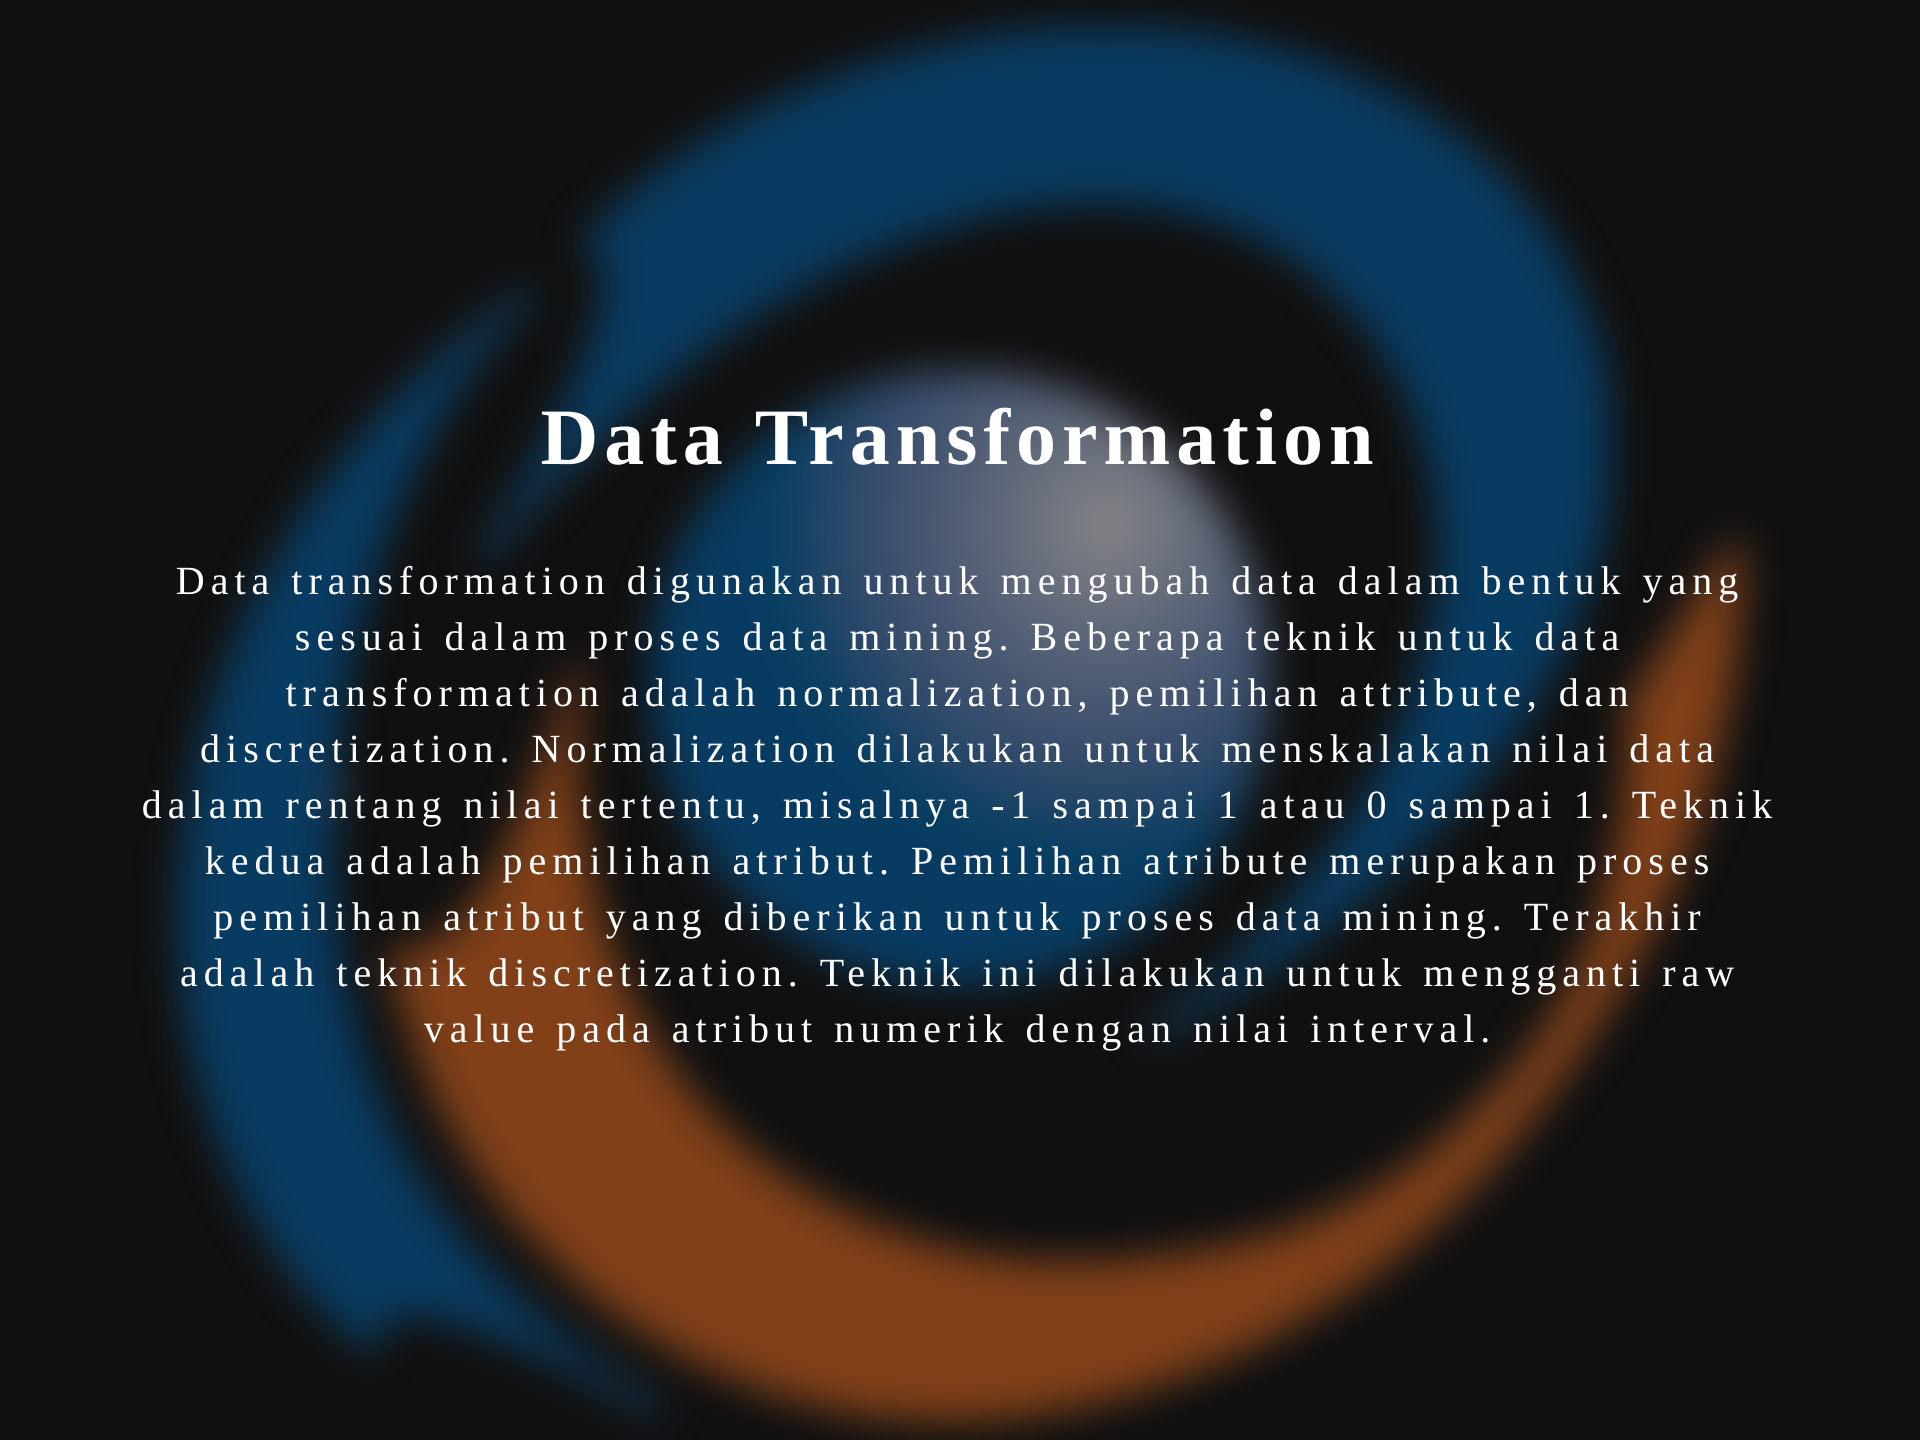 Data Transformation
Data transformation digunakan untuk mengubah data dalam bentuk yang
sesuai dalam proses data mining. Beberapa teknik untuk data
transformation adalah normalization, pemilihan attribute, dan
discretization. Normalization dilakukan untuk menskalakan nilai data
dalam rentang nilai tertentu, misalnya -1 sampai 1 atau 0 sampai 1. Teknik
kedua adalah pemilihan atribut. Pemilihan atribute merupakan proses
pemilihan atribut yang diberikan untuk proses data mining. Terakhir
adalah teknik discretization. Teknik ini dilakukan untuk mengganti raw
value pada atribut numerik dengan nilai interval.